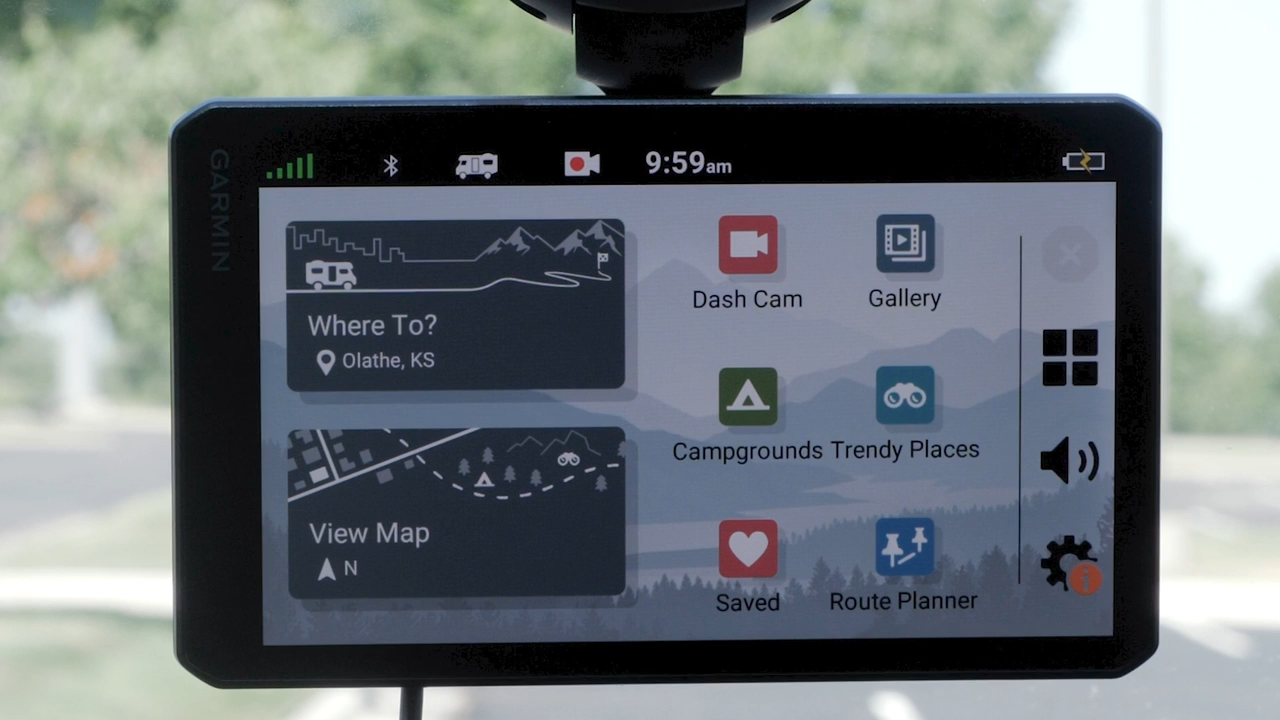 GARMIN
9:59am
Where To?
Olathe, KS
View Map
N
Dash Cam
Gallery
Campgrounds
Trendy Places
Saved
Route Planner
i